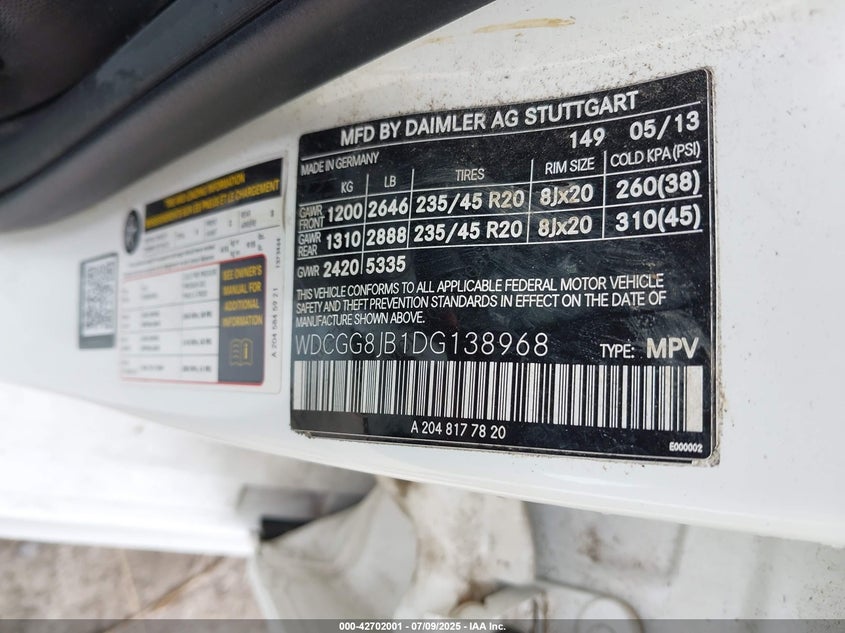 MFD BY DAIMLER AG STUTTGART
149 05/13
MADE IN GERMANY
KG LB TIRES RIM SIZE COLD KPA (PSI)
GAWR FRONT 1200 2646 235/45 R20 8Jx20 260(38)
GAWR REAR 1310 2888 235/45 R20 8Jx20 310(45)
GVWR 2420 5335
THIS VEHICLE CONFORMS TO ALL APPLICABLE FEDERAL MOTOR VEHICLE
SAFETY AND THEFT PREVENTION STANDARDS IN EFFECT ON THE DATE OF
MANUFACTURE SHOWN ABOVE.
WDCGG8JB1DG138968 TYPE: MPV
A 204 817 78 20
E000002
SEE OWNER'S
MANUAL FOR
ADDITIONAL
INFORMATION
A 204 584 59 21
000-42702001 - 07/09/2025 - IAA Inc.